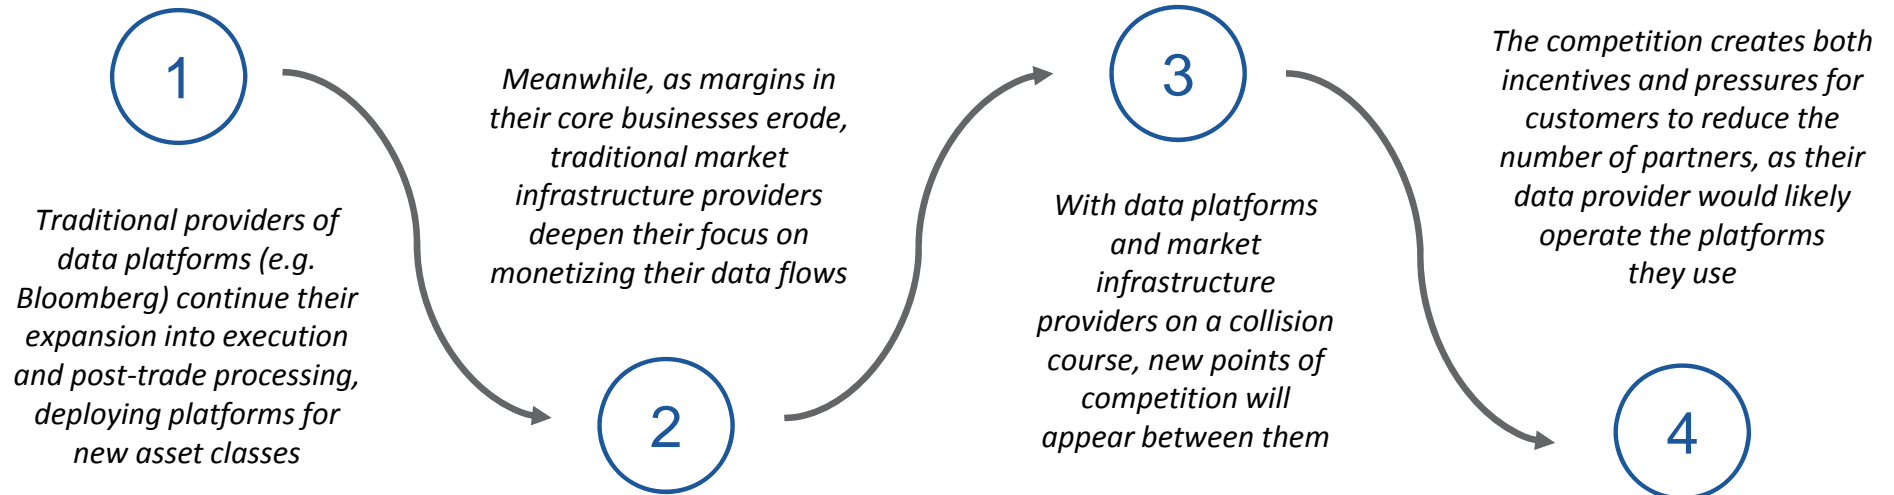 1
Traditional providers of
data platforms (e.g.
Bloomberg) continue their
expansion into execution
and post-trade processing,
deploying platforms for
new asset classes
Meanwhile, as margins in
their core businesses erode,
traditional market
infrastructure providers
deepen their focus on
monetizing their data flows
2
3
With data platforms
and market
infrastructure
providers on a collision
course, new points of
competition will
appear between them
The competition creates both
incentives and pressures for
customers to reduce the
number of partners, as their
data provider would likely
operate the platforms
they use
4